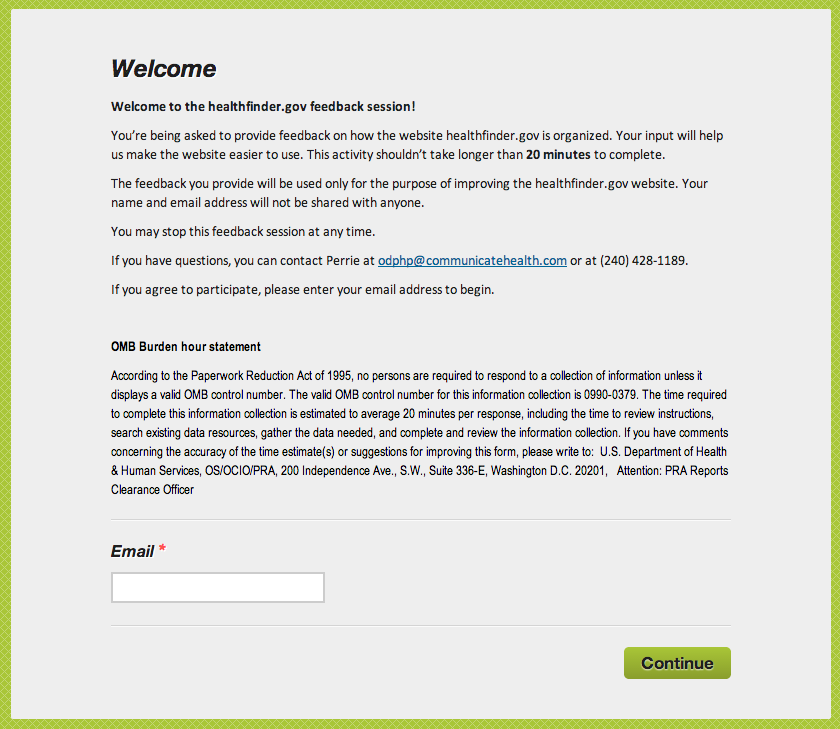 Welcome
Welcome to the healthfinder.gov feedback session!
You’re being asked to provide feedback on how the website healthfinder.gov is organized. Your input will help
us make the website easier to use. This activity shouldn’t take longer than 20 minutes to complete.
The feedback you provide will be used only for the purpose of improving the healthfinder.gov website. Your
name and email address will not be shared with anyone.
You may stop this feedback session at any time.
If you have questions, you can contact Perrie at odphp@communicatehealth.com or at (240) 428-1189.
If you agree to participate, please enter your email address to begin.
OMB Burden hour statement
According to the Paperwork Reduction Act of 1995, no persons are required to respond to a collection of information unless it
displays a valid OMB control number. The valid OMB control number for this information collection is 0990-0379. The time required
to complete this information collection is estimated to average 20 minutes per response, including the time to review instructions,
search existing data resources, gather the data needed, and complete and review the information collection. If you have comments
concerning the accuracy of the time estimate(s) or suggestions for improving this form, please write to: U.S. Department of Health
& Human Services, OS/OCIO/PRA, 200 Independence Ave., S.W., Suite 336-E, Washington D.C. 20201, Attention: PRA Reports
Clearance Officer
Email *
Continue